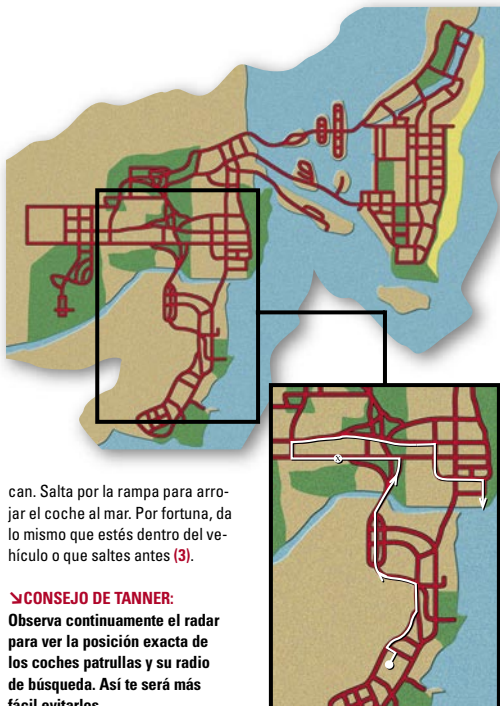 can. Salta por la rampa para arro-
jar el coche al mar. Por fortuna, da
lo mismo que estés dentro del ve-
hículo o que saltes antes (3).
↘CONSEJO DE TANNER:
Observa continuamente el radar
para ver la posición exacta de
los coches patrullas y su radio
de búsqueda. Así te será más
fácil evitarlos.
X